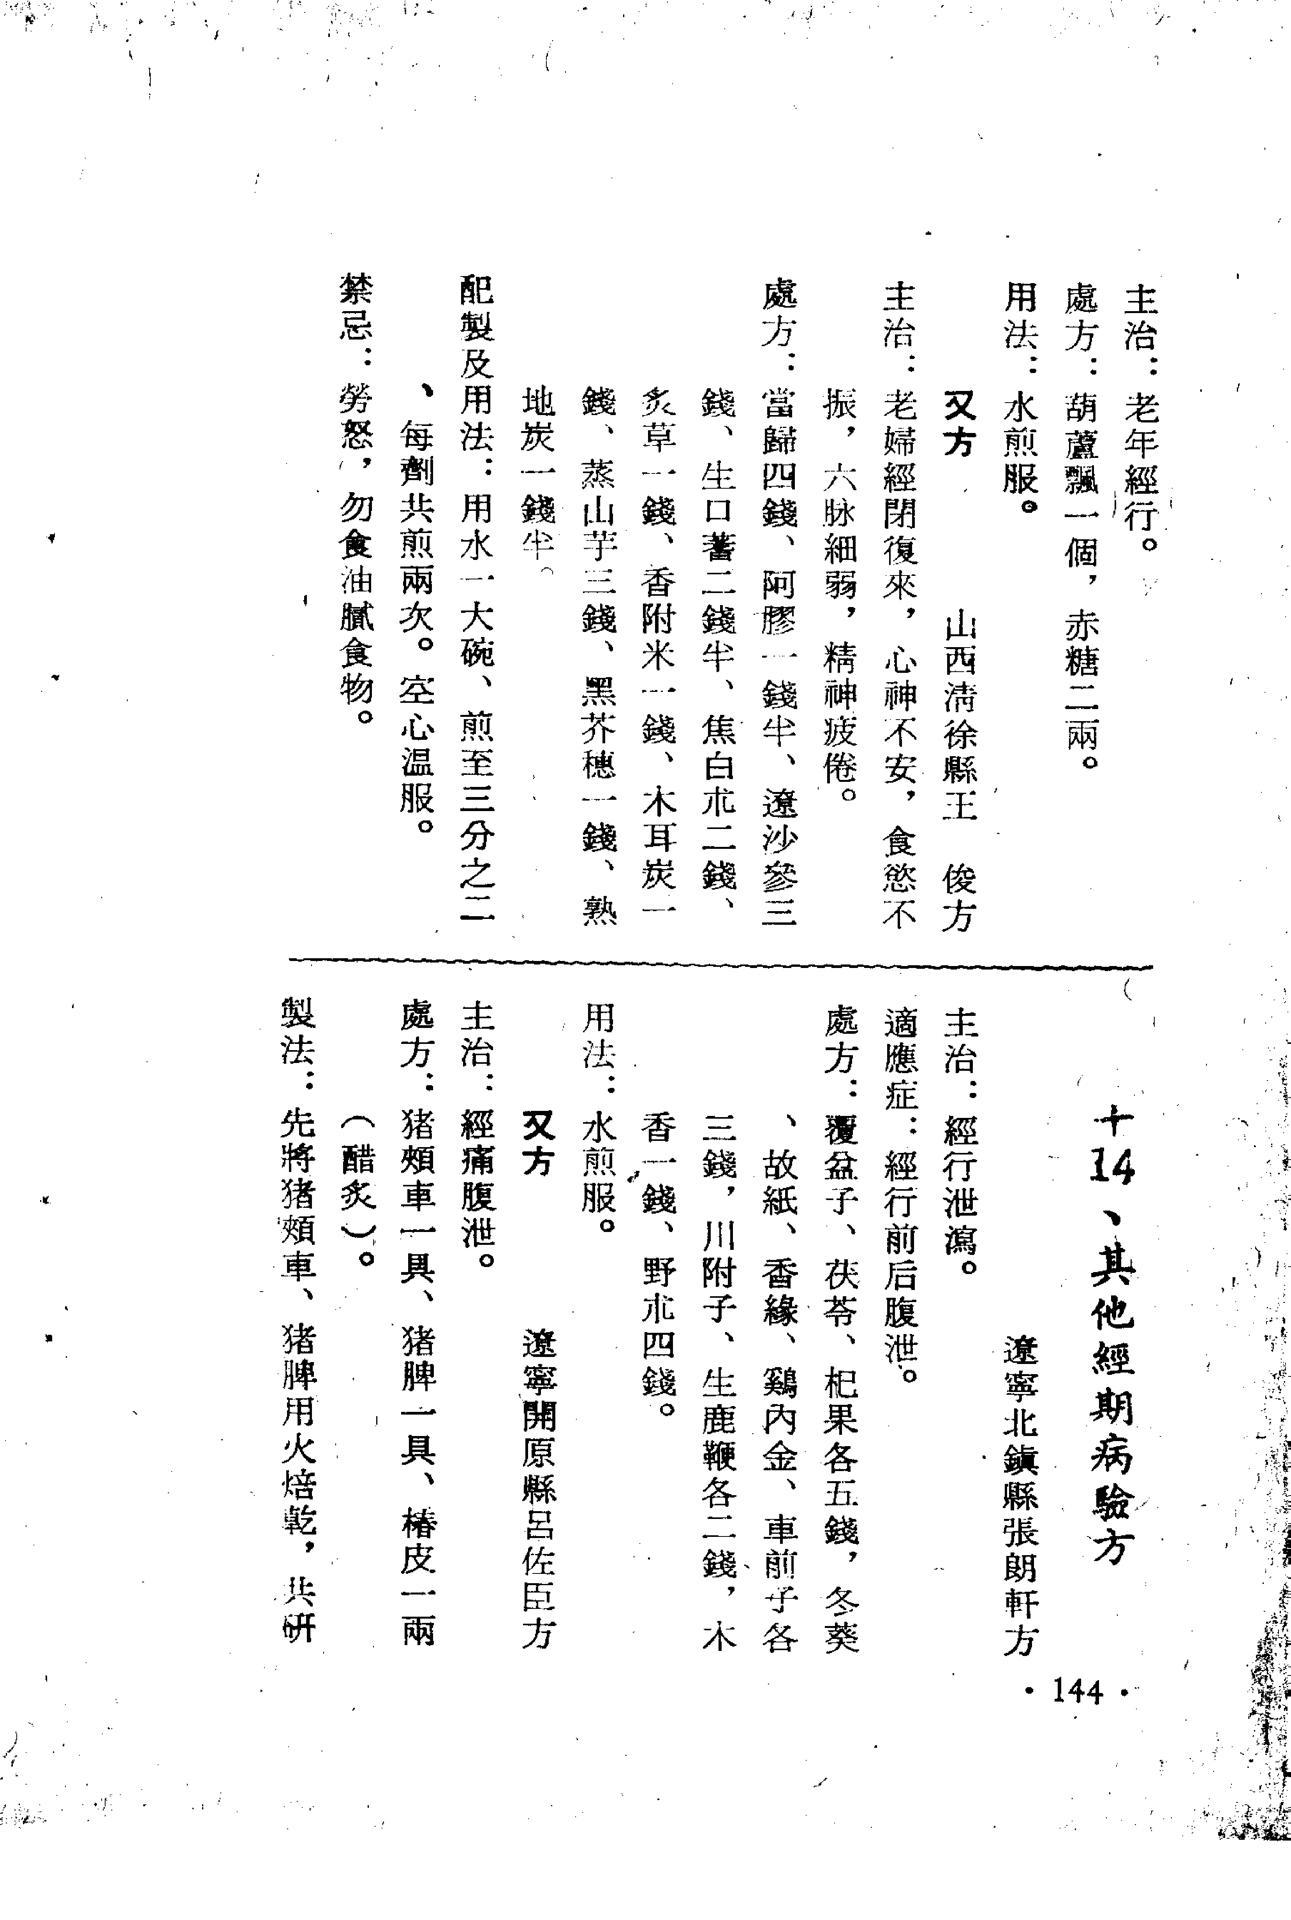 主治：老年經行。
處方：葫蘆瓢一個，赤糖二兩。
用法：水煎服。
又方　山西清徐縣王　俊方
主治：老婦經閉復來，心神不安，食慾不
振，六脉細弱，精神疲倦。
處方：當歸四錢、阿膠一錢半、遼沙參三
錢、生口蓍二錢半、焦白朮二錢、
炙草一錢、香附米一錢、木耳炭一
錢、蒸山芋三錢、黑芥穗一錢、熟
地炭一錢半。
配製及用法：用水一大碗、煎至三分之二
、每劑共煎兩次。空心温服。
禁忌：勞怒，勿食油膩食物。
十14、其他經期病驗方
遼寧北鎮縣張朗軒方
主治：經行泄瀉。
適應症：經行前后腹泄。
處方：覆盆子、茯苓、杞果各五錢，冬葵
、故紙、香緣、鷄內金、車前子各
三錢，川附子、生鹿鞭各二錢，木
香一錢、野朮四錢。
用法：水煎服。
又方　遼寧開原縣呂佐臣方
主治：經痛腹泄。
處方：猪頰車一具、猪脾一具、椿皮一兩
（醋炙）。
製法：先將猪頰車、猪脾用火焙乾，共研
·144·